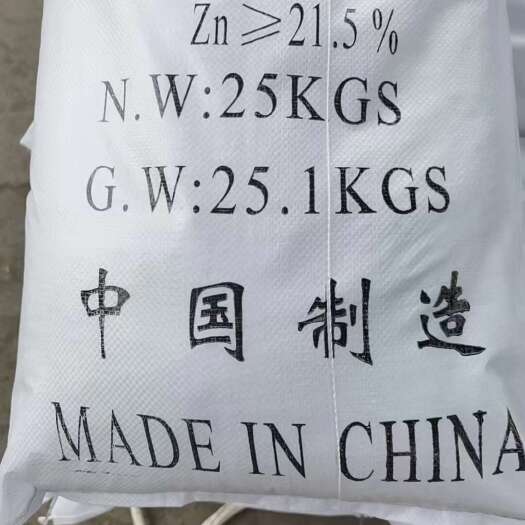 Zn≥21.5%
N.W:25KGS
G.W:25.1KGS
中国制造
MADE IN CHINA